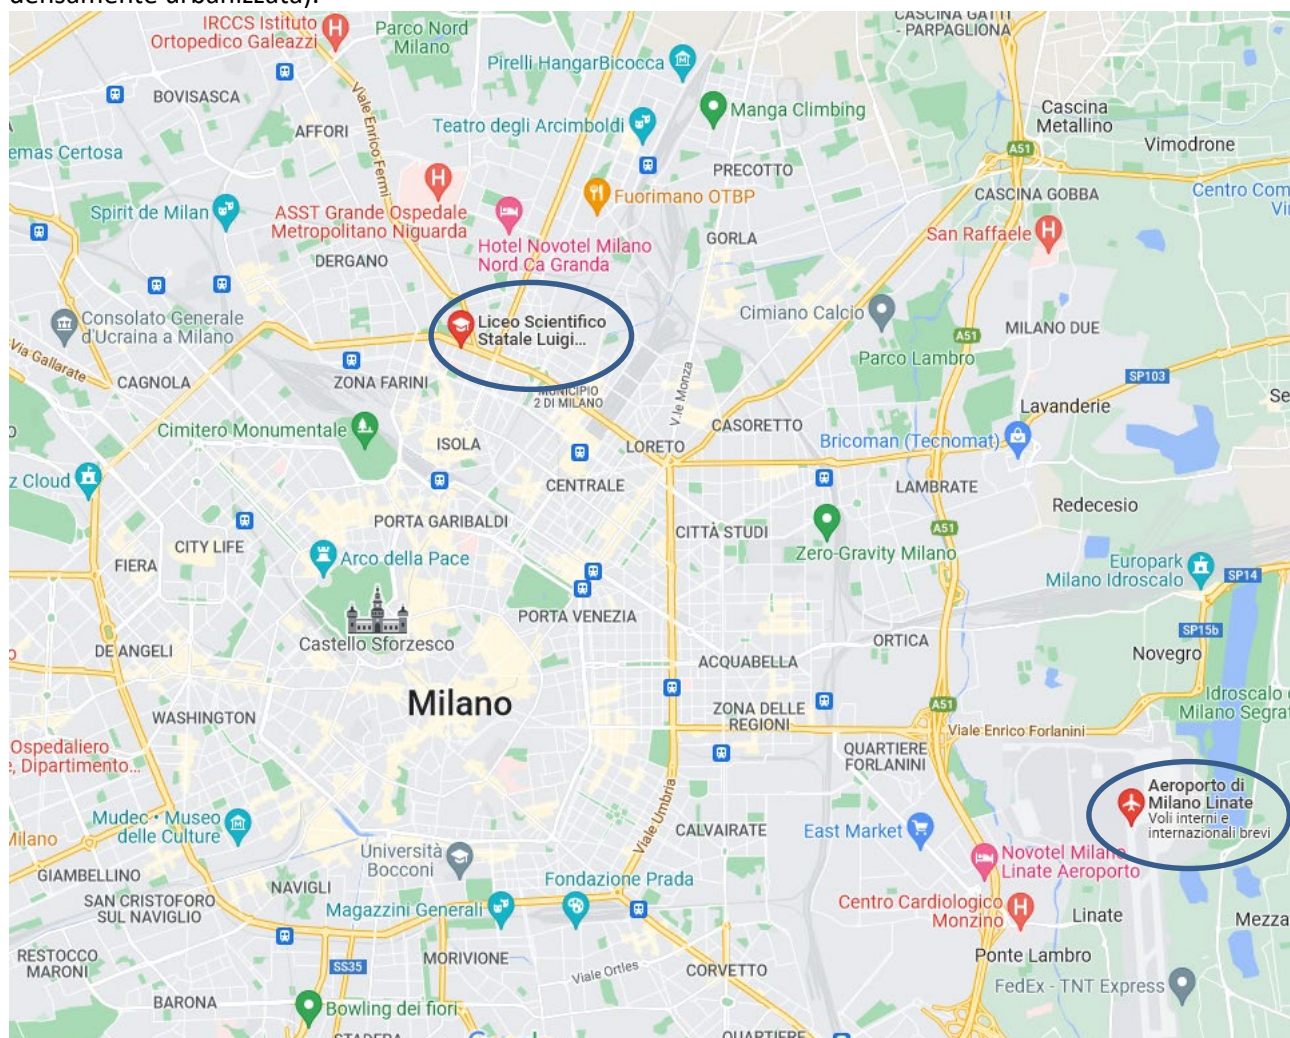 densamente urbanizzata).
IRCCS Istituto
Ortopedico Galeazzi
Parco Nord
Milano
CASCINA GATTI
- PARPAGLIONA
Pirelli HangarBicocca
BOVISASCA
Viale Enrico Fermi
Manga Climbing
Cascina
Metallino
AFFORI
Teatro degli Arcimboldi
A51
Vimodrone
emas Certosa
PRECOTTO
CASCINA GOBBA
Centro Com
Vi
Spirit de Milan
ASST Grande Ospedale
Metropolitano Niguarda
Fuorimano OTBP
San Raffaele
Hotel Novotel Milano
Nord Ca Granda
GORLA
DERGANO
Consolato Generale
d'Ucraina a Milano
Liceo Scientifico
Statale Luigi...
Cimiano Calcio
A51
MILANO DUE
Via Gallarate
Parco Lambro
CAGNOLA
ZONA FARINI
MUNICIPIO
2 DI MILANO
V.le Monza
SP103
Se
Lavanderie
Cimitero Monumentale
ISOLA
LORETO
CASORETTO
Bricoman (Tecnomat)
z Cloud
CENTRALE
LAMBRATE
Redecesio
PORTA GARIBALDI
CITTÀ STUDI
A51
CITY LIFE
Arco della Pace
Zero-Gravity Milano
FIERA
Europark
Milano Idroscalo
SP14
PORTA VENEZIA
Castello Sforzesco
ORTICA
SP15b
DE ANGELI
ACQUABELLA
Novegro
Milano
Idroscalo
Milano Segrat
WASHINGTON
ZONA DELLE
REGIONI
A51
Viale Enrico Forlanini
Ospedaliero
e, Dipartimento...
QUARTIERE
FORLANINI
Aeroporto di
Milano Linate
Voli interni e
internazionali brevi
Mudec • Museo
delle Culture
Viale Umbria
CALVAIRATE
East Market
Milano
Università
Bocconi
Novotel Milano
Linate Aeroporto
GIAMBELLINO
NAVIGLI
Fondazione Prada
SAN CRISTOFORO
SUL NAVIGLIO
Magazzini Generali
Centro Cardiologico
Monzino
Linate
Mezza
RESTOCCO
MARONI
SS35
MORIVIONE
Viale Ortles
CORVETTO
Ponte Lambro
FedEx - TNT Express
BARONA
Bowling dei fiori
STADERA
QUARTIERE